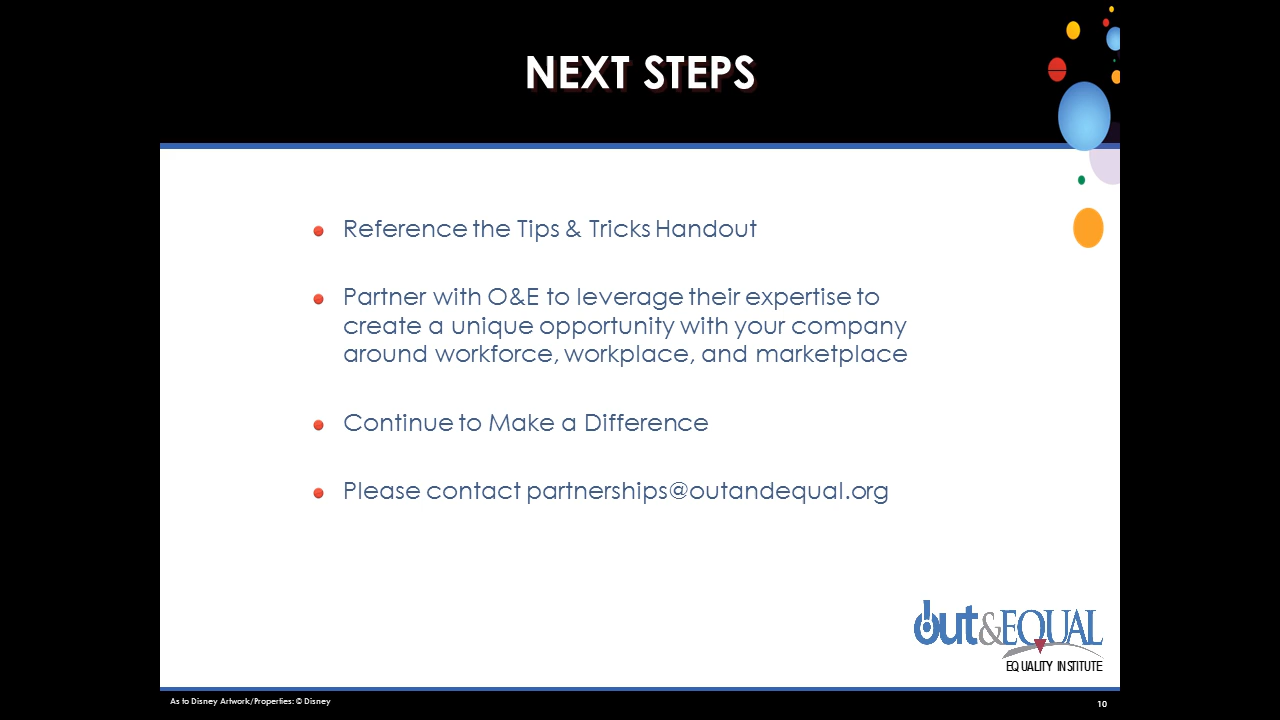 NEXT STEPS
Reference the Tips & Tricks Handout
Partner with O&E to leverage their expertise to
create a unique opportunity with your company
around workforce, workplace, and marketplace
Continue to Make a Difference
Please contact partnerships@outandequal.org
Out&EQUAL
EQUALITY INSTITUTE
As to Disney Artwork/Properties: © Disney
10